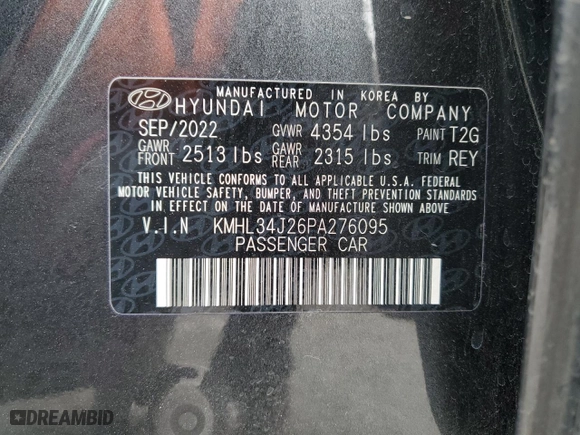 MANUFACTURED IN KOREA BY
HYUNDAI MOTOR COMPANY
SEP/2022 GVWR 4354 lbs PAINT T2G
GAWR FRONT 2513 lbs GAWR REAR 2315 lbs TRIM REY
THIS VEHICLE CONFORMS TO ALL APPLICABLE U.S.A. FEDERAL
MOTOR VEHICLE SAFETY, BUMPER, AND THEFT PREVENTION STANDARDS
IN EFFECT ON THE DATE OF MANUFACTURE SHOWN ABOVE
V.I.N KMHL34J26PA276095
PASSENGER CAR
DREAMBID